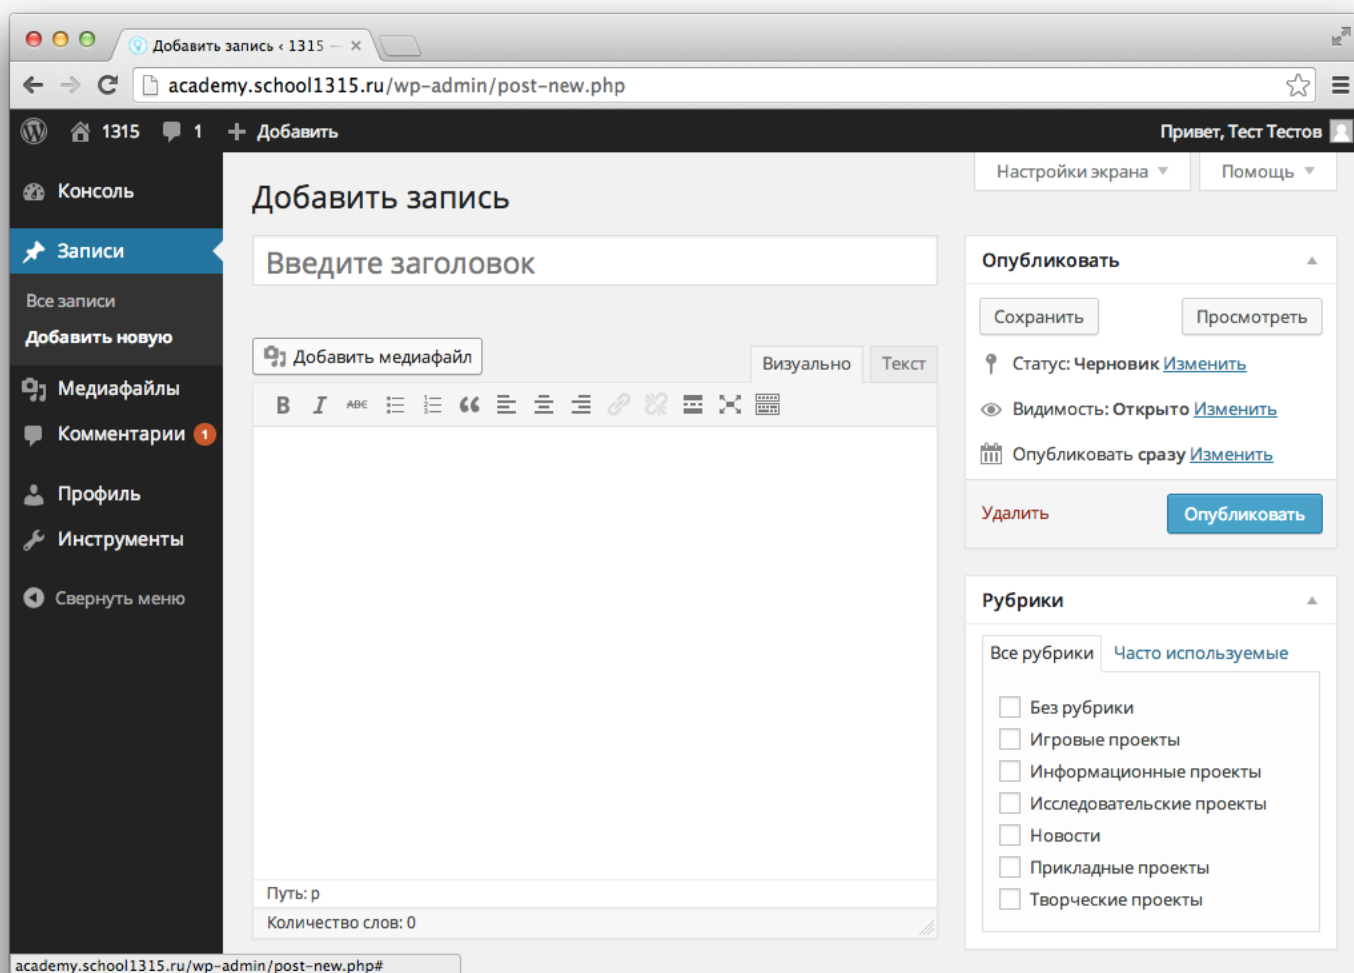 Добавить запись ‹ 1315 —
academy.school1315.ru/wp-admin/post-new.php
1315 1 Добавить Привет, Тест Тестов
Настройки экрана Помощь
Консоль
Записи
Все записи
Добавить новую
Медиафайлы
Комментарии 1
Профиль
Инструменты
Свернуть меню
Добавить запись
Введите заголовок
Добавить медиафайл
Визуально Текст
B I ABC
Путь: p
Количество слов: 0
Опубликовать
Сохранить Просмотреть
Статус: Черновик Изменить
Видимость: Открыто Изменить
Опубликовать сразу Изменить
Удалить Опубликовать
Рубрики
Все рубрики Часто используемые
Без рубрики
Игровые проекты
Информационные проекты
Исследовательские проекты
Новости
Прикладные проекты
Творческие проекты
academy.school1315.ru/wp-admin/post-new.php#